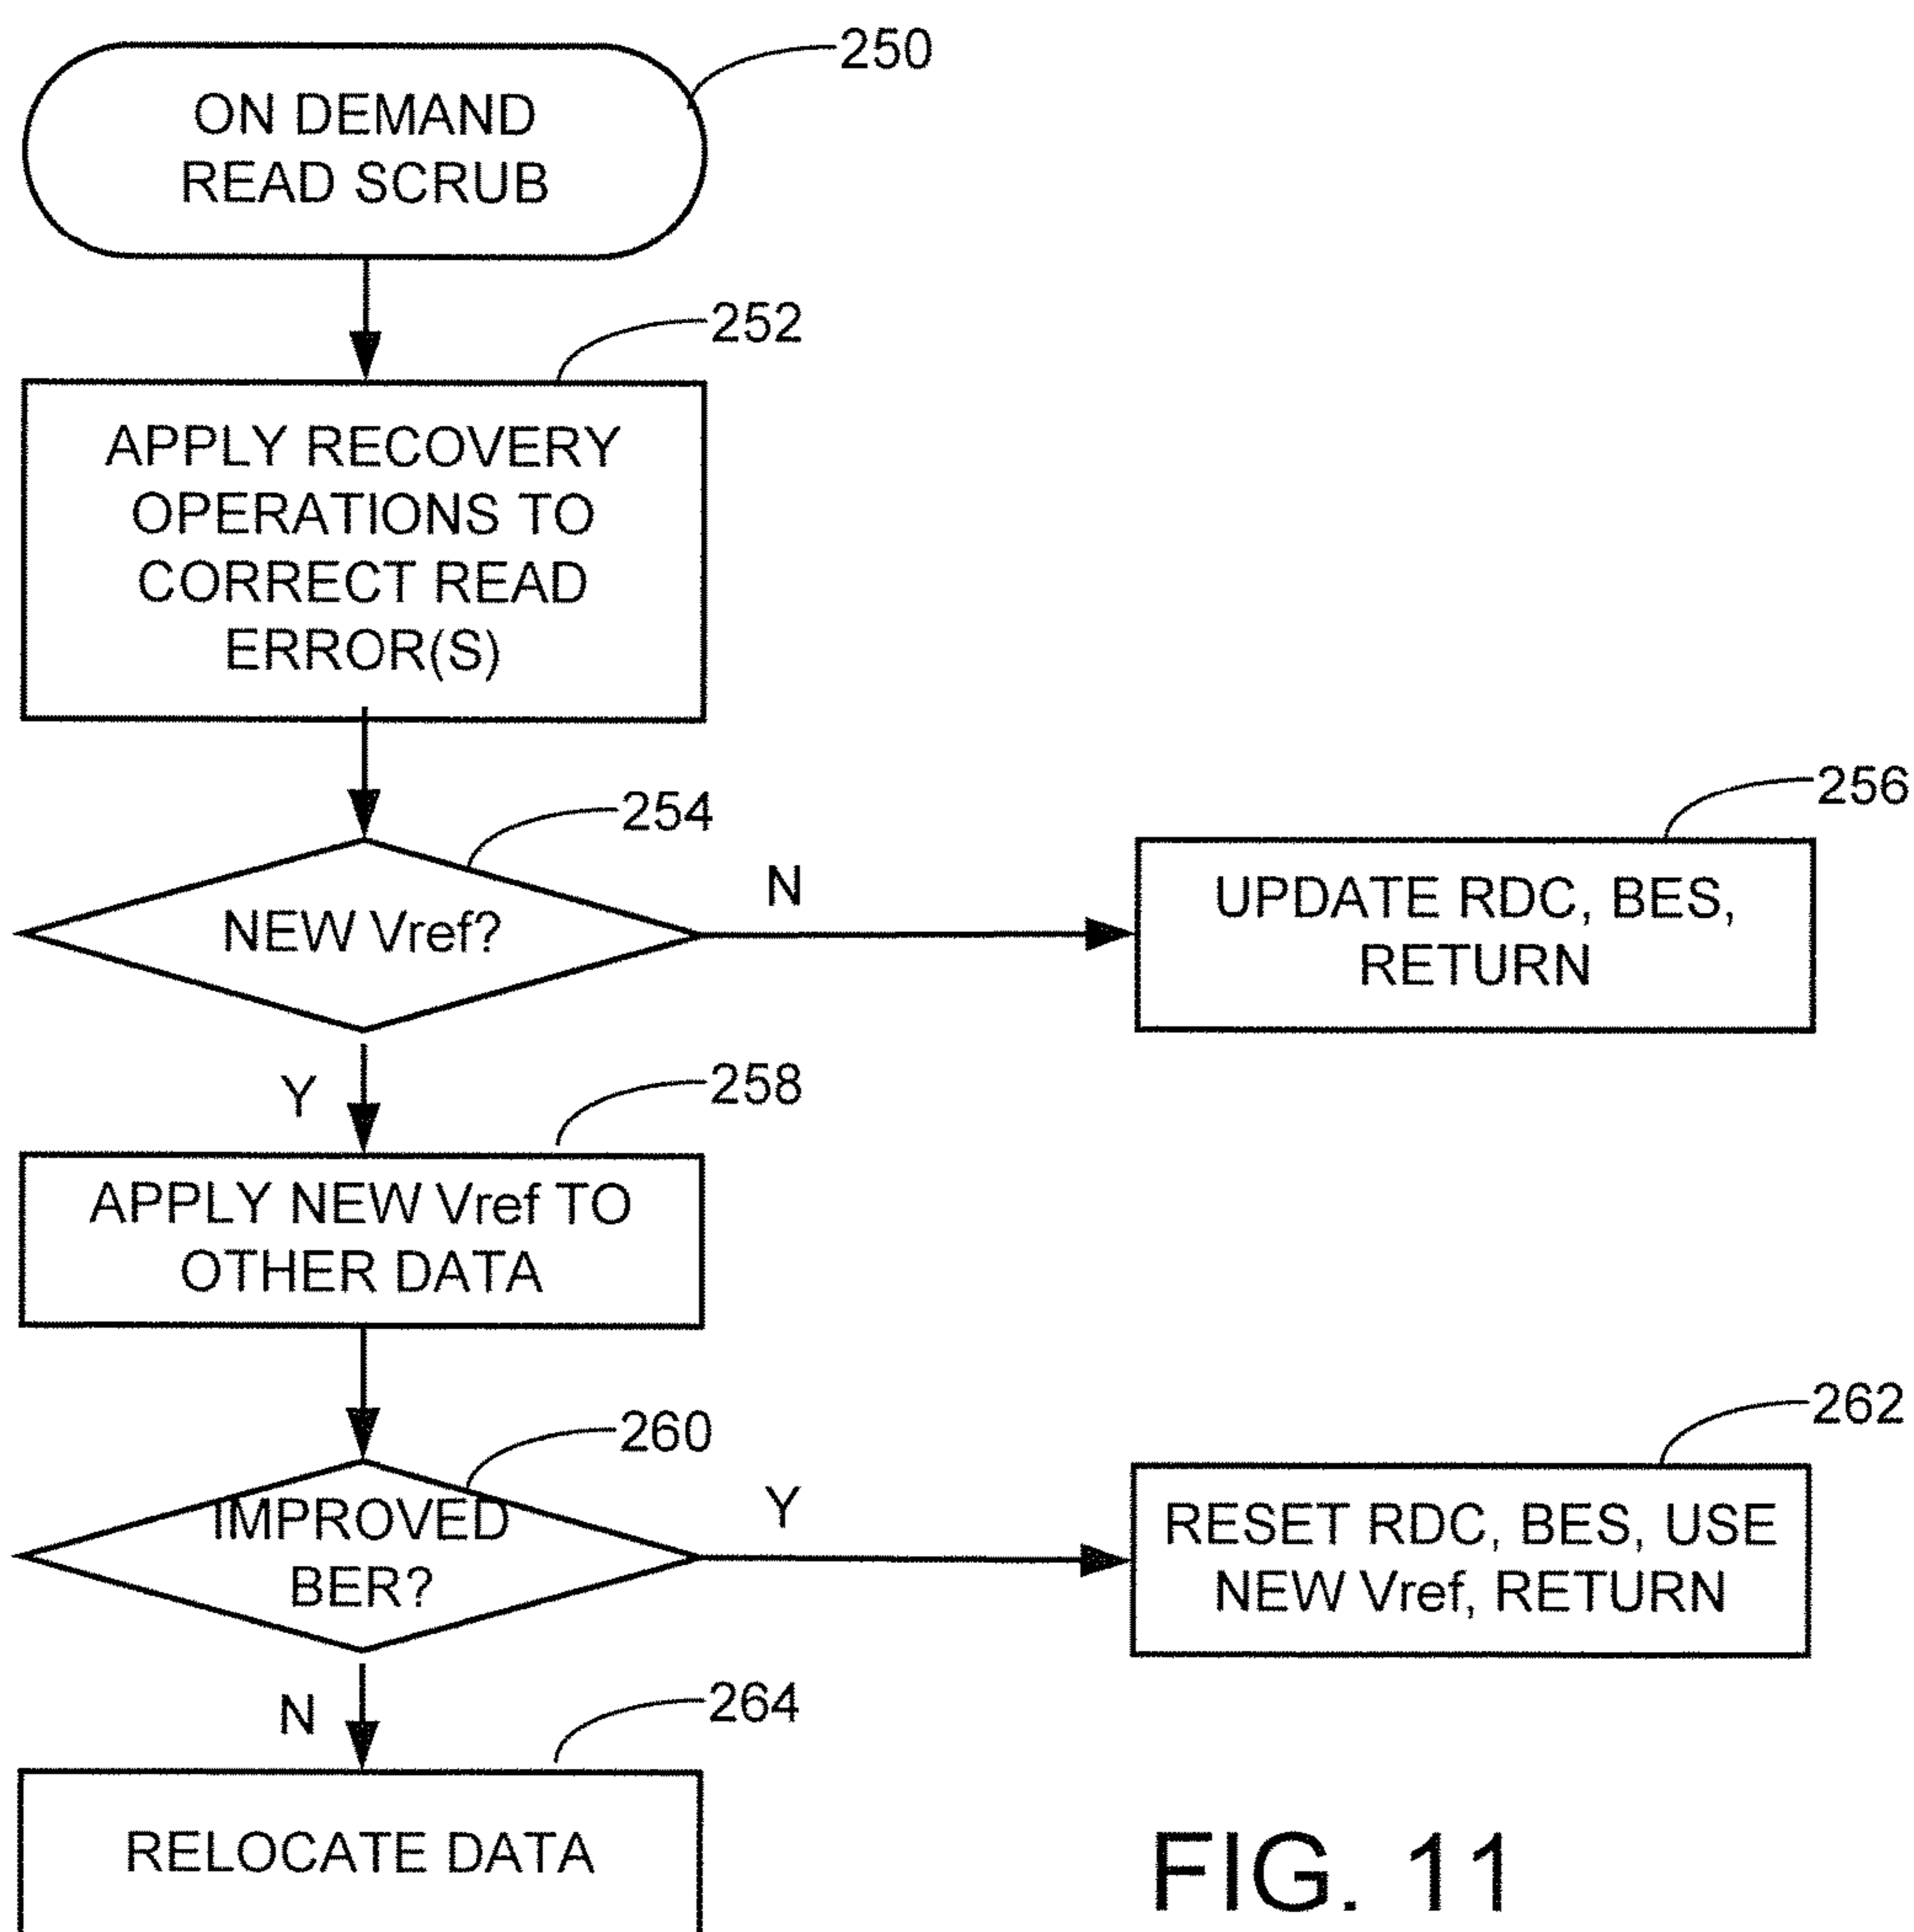 250
ON DEMAND
READ SCRUB
252
APPLY RECOVERY
OPERATIONS TO
CORRECT READ
ERROR(S)
254
NEW Vref?
N
256
UPDATE RDC, BES,
RETURN
Y
258
APPLY NEW Vref TO
OTHER DATA
260
IMPROVED
BER?
Y
262
RESET RDC, BES, USE
NEW Vref, RETURN
N
264
RELOCATE DATA
FIG. 11